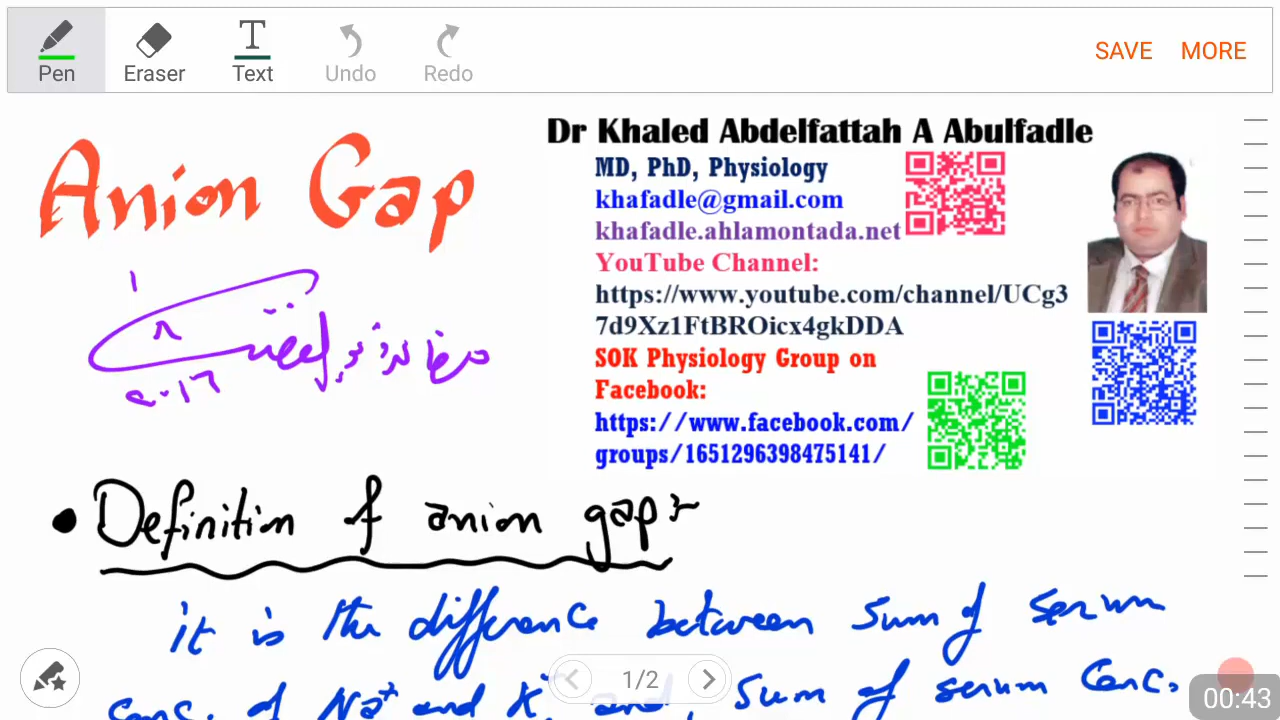 Pen
Eraser
Text
Undo
Redo
SAVE
MORE
Anion Gap
2017
Dr Khaled Abdelfattah A Abulfadle
MD, PhD, Physiology
khafadle@gmail.com
khafadle.ahlamontada.net
YouTube Channel:
https://www.youtube.com/channel/UCg3
7d9Xz1FtBROicx4gkDDA
SOK Physiology Group on
Facebook:
https://www.facebook.com/
groups/1651296398475141/
• Definition of anion gap:-
it is the difference between sum of serum
conc. of Na+ and K+ and sum of serum Conc.
1/2
00:43